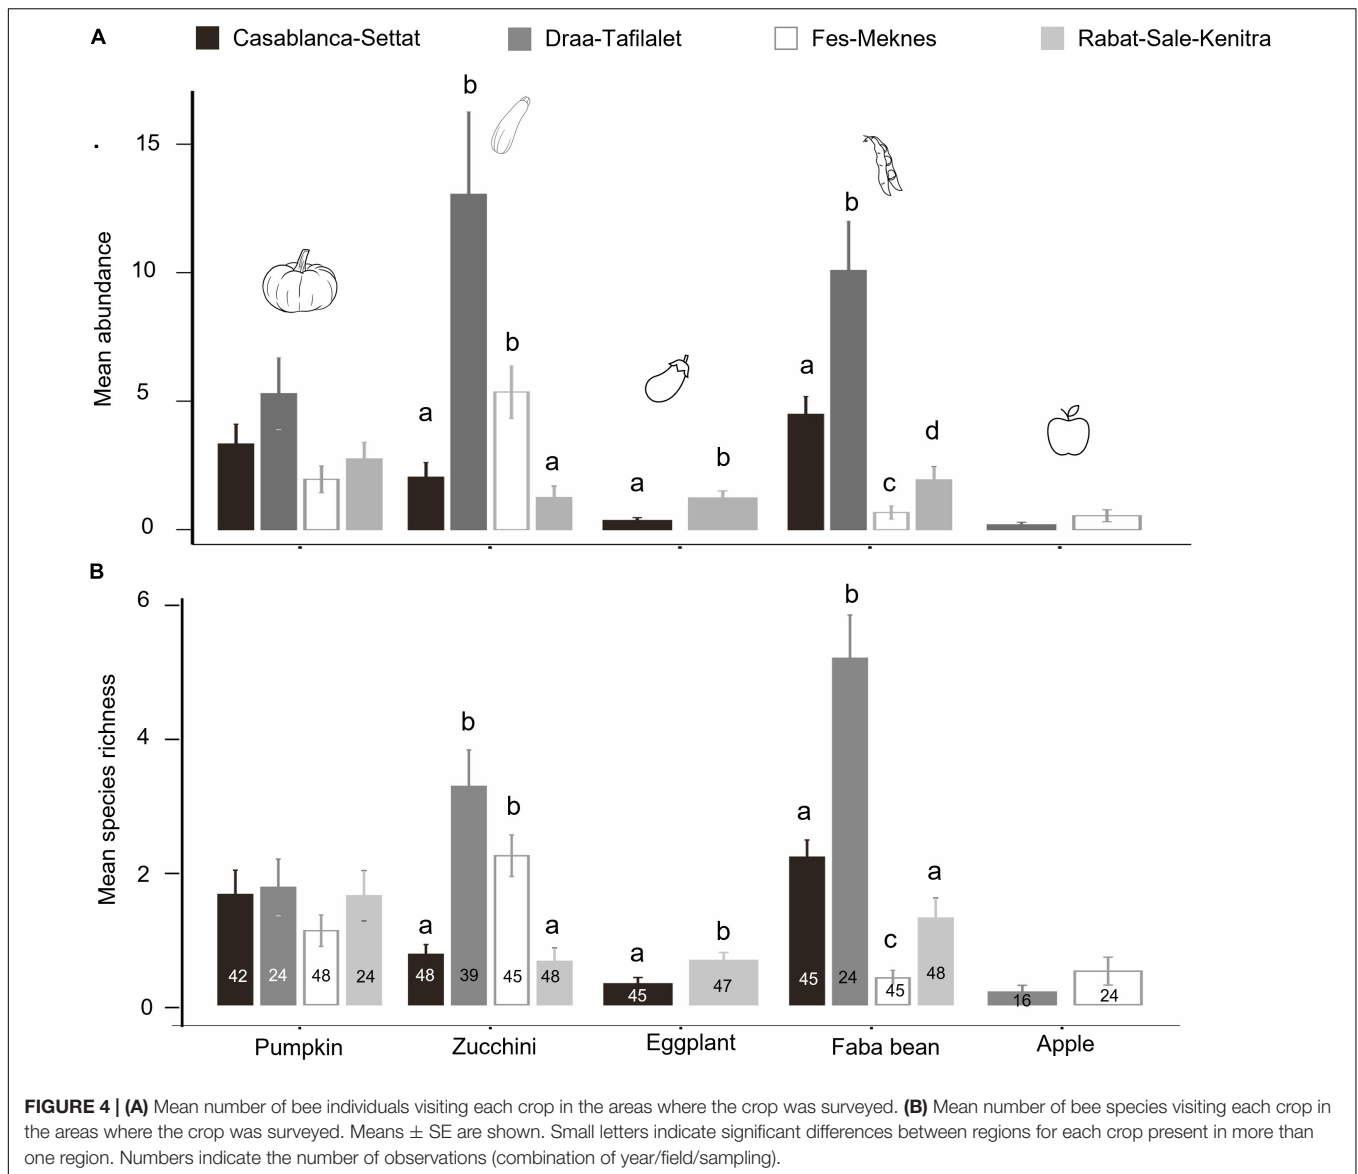 A Casablanca-Settat Draa-Tafilalet Fes-Meknes Rabat-Sale-Kenitra
Mean abundance
15
10
5
0
a b b a
a b
a b c d
B
Mean species richness
6
4
2
0
a b b a
a b
a b c a
42 24 48 24 48 39 45 48 45 47 45 24 45 48 16 24
Pumpkin Zucchini Eggplant Faba bean Apple
FIGURE 4 | (A) Mean number of bee individuals visiting each crop in the areas where the crop was surveyed. (B) Mean number of bee species visiting each crop in
the areas where the crop was surveyed. Means ± SE are shown. Small letters indicate significant differences between regions for each crop present in more than
one region. Numbers indicate the number of observations (combination of year/field/sampling).